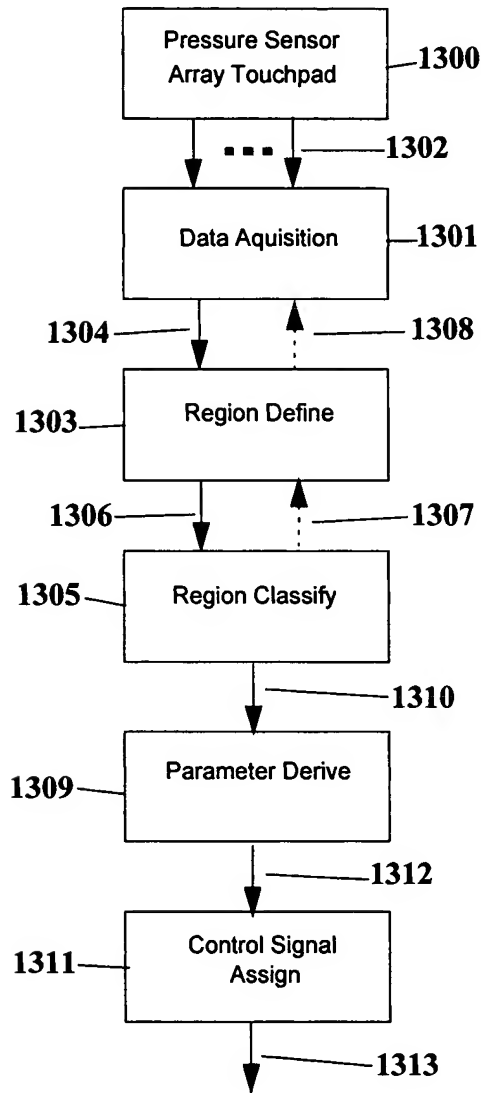 Pressure Sensor
Array Touchpad
1300
1302
Data Aquisition
1301
1304
1308
1303
Region Define
1306
1307
1305
Region Classify
1310
1309
Parameter Derive
1312
1311
Control Signal
Assign
1313